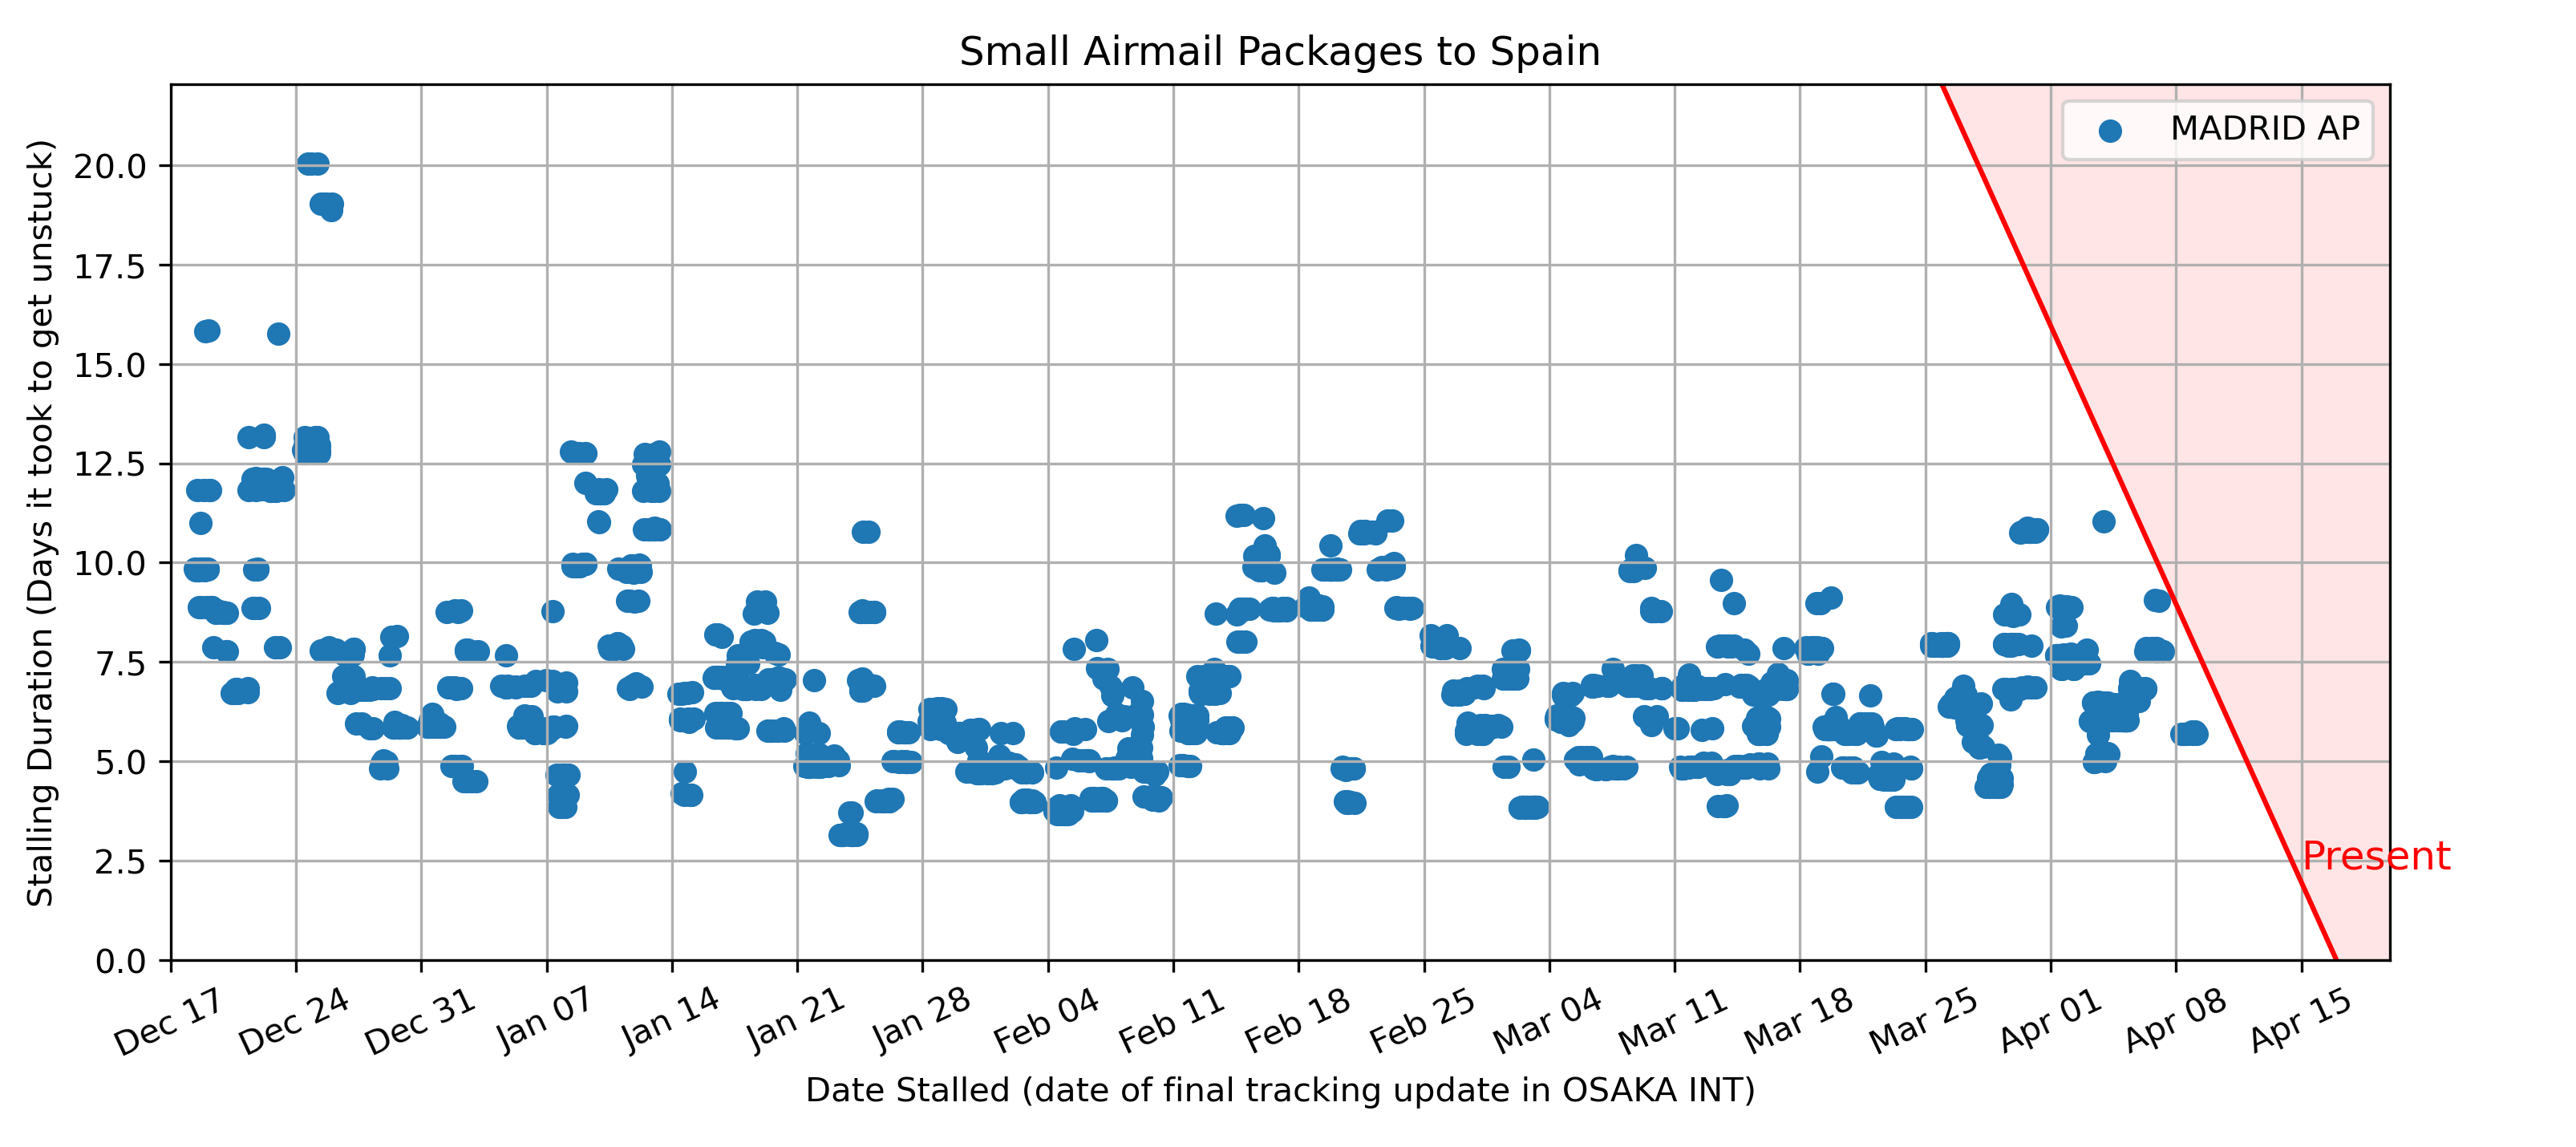 Small Airmail Packages to Spain
MADRID AP
Stalling Duration (Days it took to get unstuck)
20.0
17.5
15.0
12.5
10.0
7.5
5.0
2.5
0.0
Present
Dec 17 Dec 24 Dec 31 Jan 07 Jan 14 Jan 21 Jan 28 Feb 04 Feb 11 Feb 18 Feb 25 Mar 04 Mar 11 Mar 18 Mar 25 Apr 01 Apr 08 Apr 15
Date Stalled (date of final tracking update in OSAKA INT)